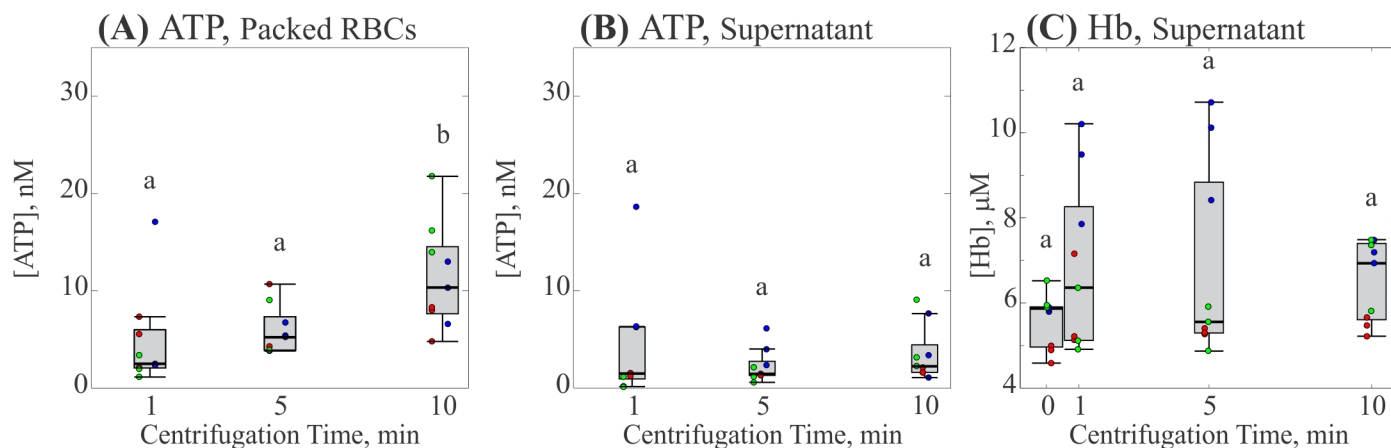 (A) ATP, Packed RBCs
[ATP], nM
30
20
10
0
a
a
b
1
5
10
Centrifugation Time, min
(B) ATP, Supernatant
[ATP], nM
30
20
10
0
a
a
a
1
5
10
Centrifugation Time, min
(C) Hb, Supernatant
[Hb], μM
12
10
8
6
4
a
a
a
a
0
1
5
10
Centrifugation Time, min